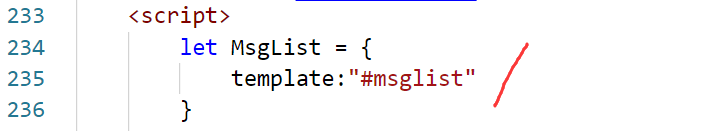 233 <script>
234 let MsgList = {
235 template:"#msglist"
236 }